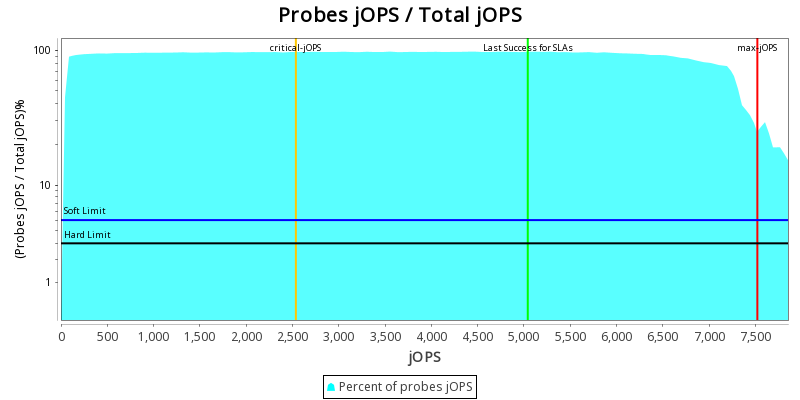 Probes jOPS / Total jOPS
(Probes jOPS / Total jOPS)%
100
10
1
critical-jOPS
Last Success for SLAs
max-jOPS
Soft Limit
Hard Limit
0 500 1,000 1,500 2,000 2,500 3,000 3,500 4,000 4,500 5,000 5,500 6,000 6,500 7,000 7,500
jOPS
Percent of probes jOPS